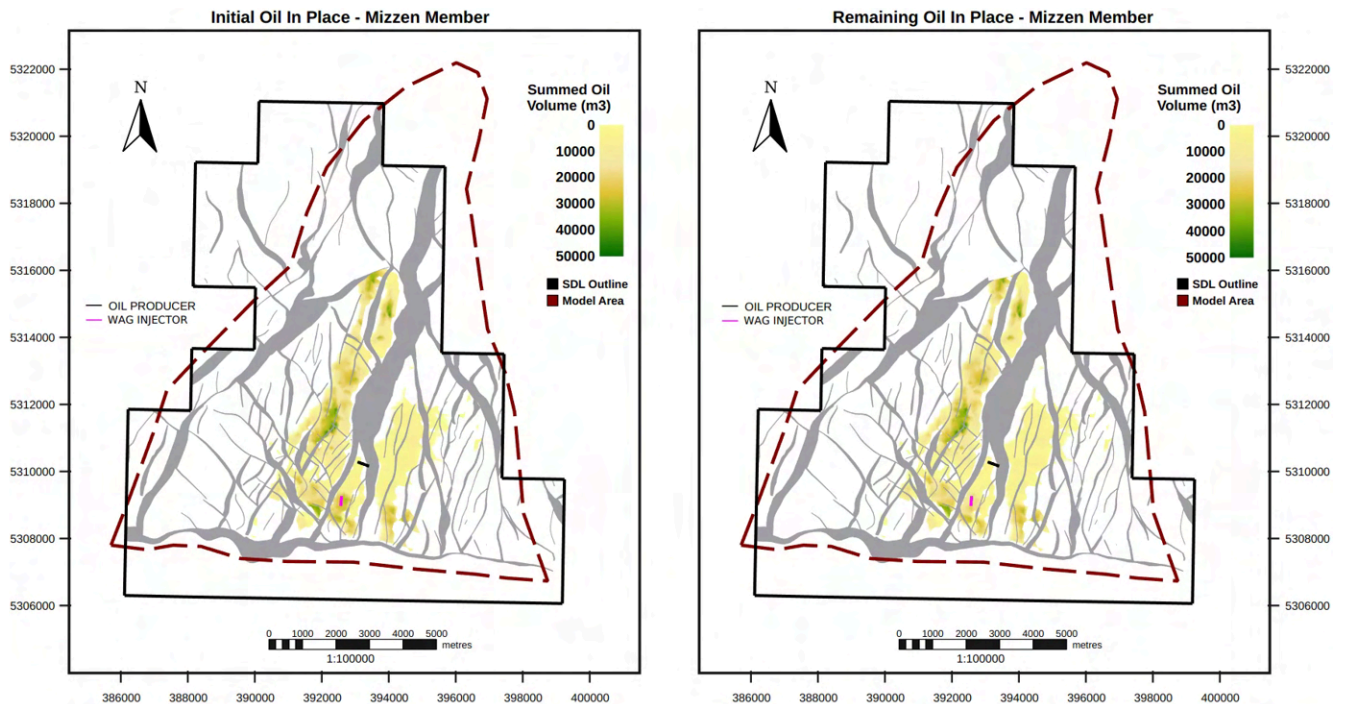 Initial Oil In Place - Mizzen Member
5322000
5320000
5318000
5316000
5314000
5312000
5310000
5308000
5306000
N
Summed Oil
Volume (m3)
0
10000
20000
30000
40000
50000
SDL Outline
Model Area
OIL PRODUCER
WAG INJECTOR
0 1000 2000 3000 4000 5000
metres
1:100000
386000 388000 390000 392000 394000 396000 398000 400000
Remaining Oil In Place - Mizzen Member
N
Summed Oil
Volume (m3)
0
10000
20000
30000
40000
50000
SDL Outline
Model Area
OIL PRODUCER
WAG INJECTOR
5322000
5320000
5318000
5316000
5314000
5312000
5310000
5308000
5306000
0 1000 2000 3000 4000 5000
metres
1:100000
386000 388000 390000 392000 394000 396000 398000 400000